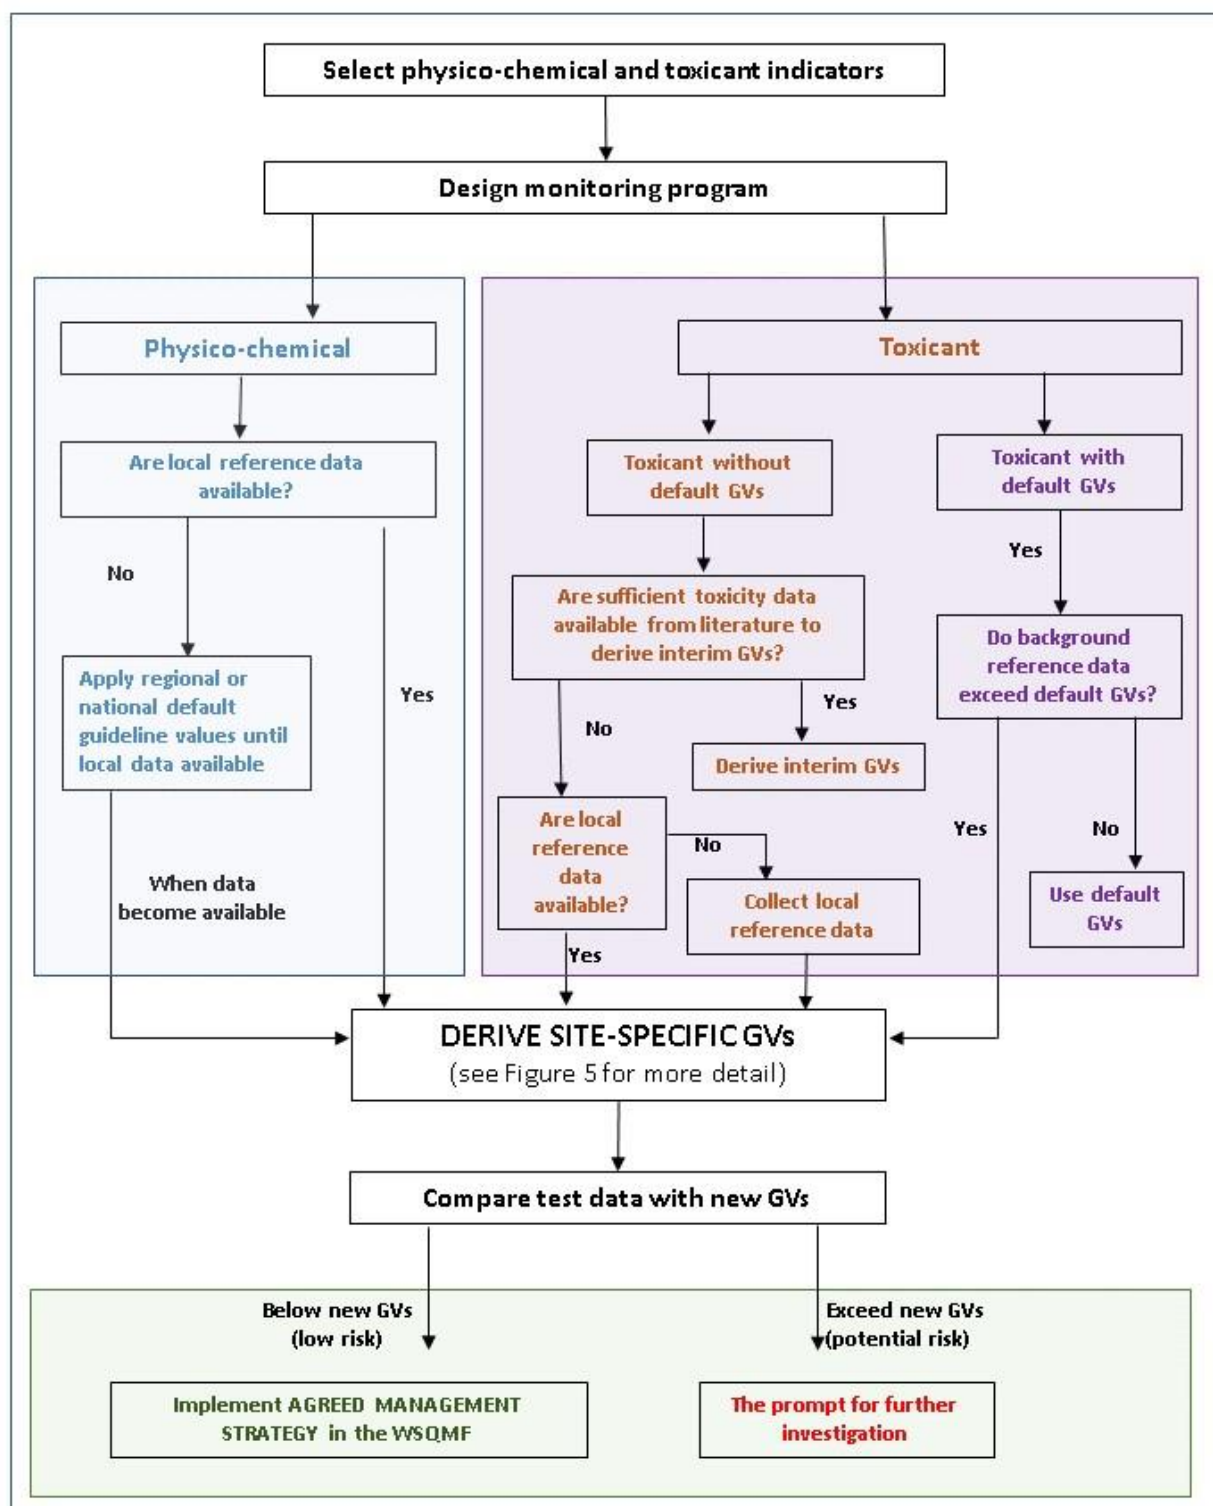 Select physico-chemical and toxicant indicators
Design monitoring program
Physico-chemical
Are local reference data
available?
No
Apply regional or
national default
guideline values until
local data available
Yes
When data
become available
Toxicant
Toxicant without
default GVs
Toxicant with
default GVs
Yes
Are sufficient toxicity data
available from literature to
derive interim GVs?
Do background
reference data
exceed default GVs?
No
Yes
Derive interim GVs
Are local
reference
data
available?
No
Collect local
reference data
Yes
Yes
No
Use default
GVs
DERIVE SITE-SPECIFIC GVs
(see Figure 5 for more detail)
Compare test data with new GVs
Below new GVs
(low risk)
Exceed new GVs
(potential risk)
Implement AGREED MANAGEMENT
STRATEGY in the WSQMF
The prompt for further
investigation